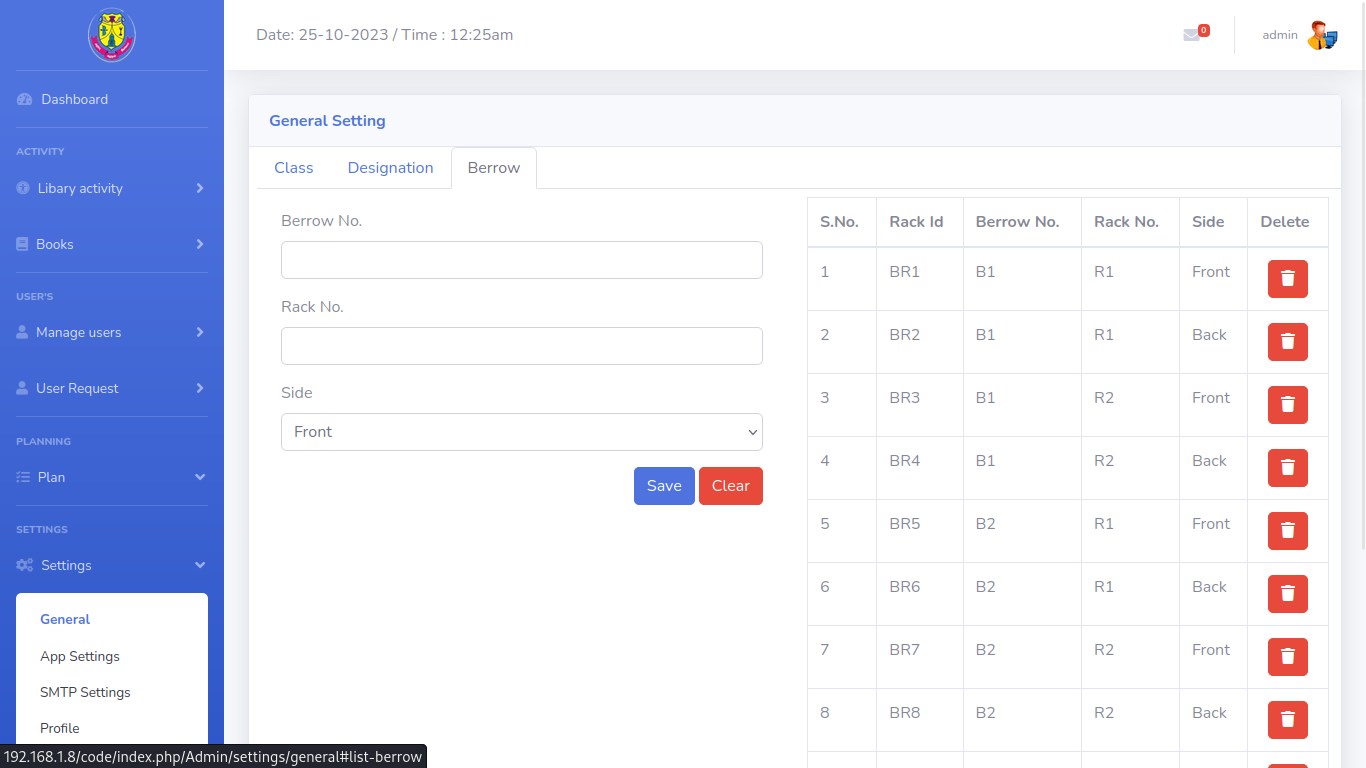 Date: 25-10-2023 / Time : 12:25am
0
admin
Dashboard
ACTIVITY
Libary activity
Books
USER'S
Manage users
User Request
PLANNING
Plan
SETTINGS
Settings
General
App Settings
SMTP Settings
Profile
General Setting
Class Designation Berrow
Berrow No.
Rack No.
Side
Front
Save Clear
S.No. Rack Id Berrow No. Rack No. Side Delete
1 BR1 B1 R1 Front
2 BR2 B1 R1 Back
3 BR3 B1 R2 Front
4 BR4 B1 R2 Back
5 BR5 B2 R1 Front
6 BR6 B2 R1 Back
7 BR7 B2 R2 Front
8 BR8 B2 R2 Back
192.168.1.8/code/index.php/Admin/settings/general#list-berrow